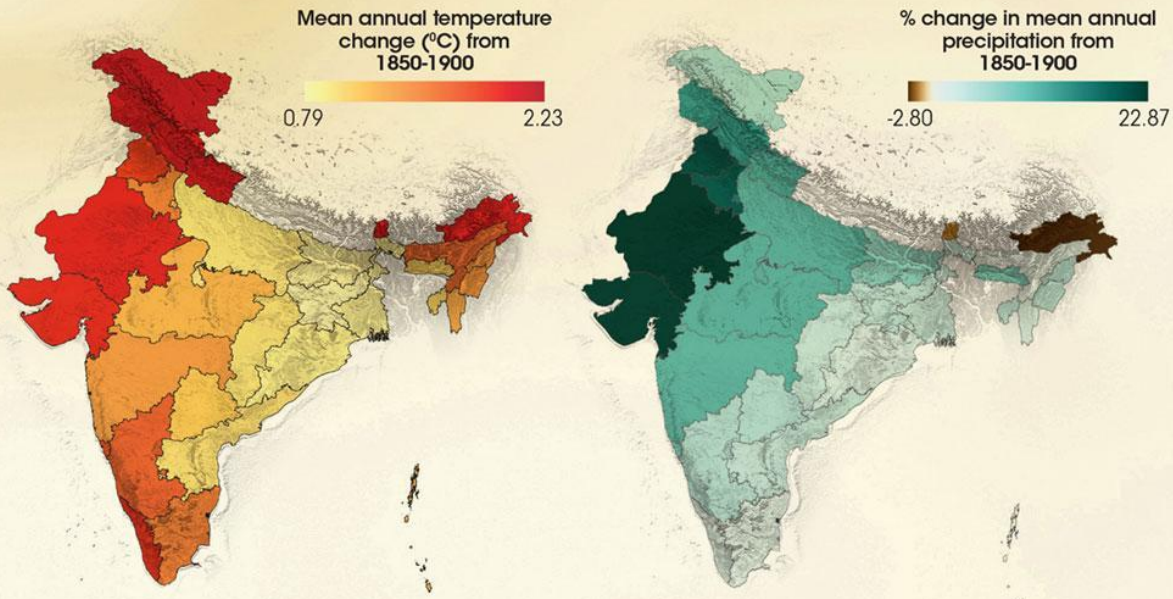 Mean annual temperature
change (⁰C) from
1850-1900
0.79 2.23
% change in mean annual
precipitation from
1850-1900
-2.80 22.87